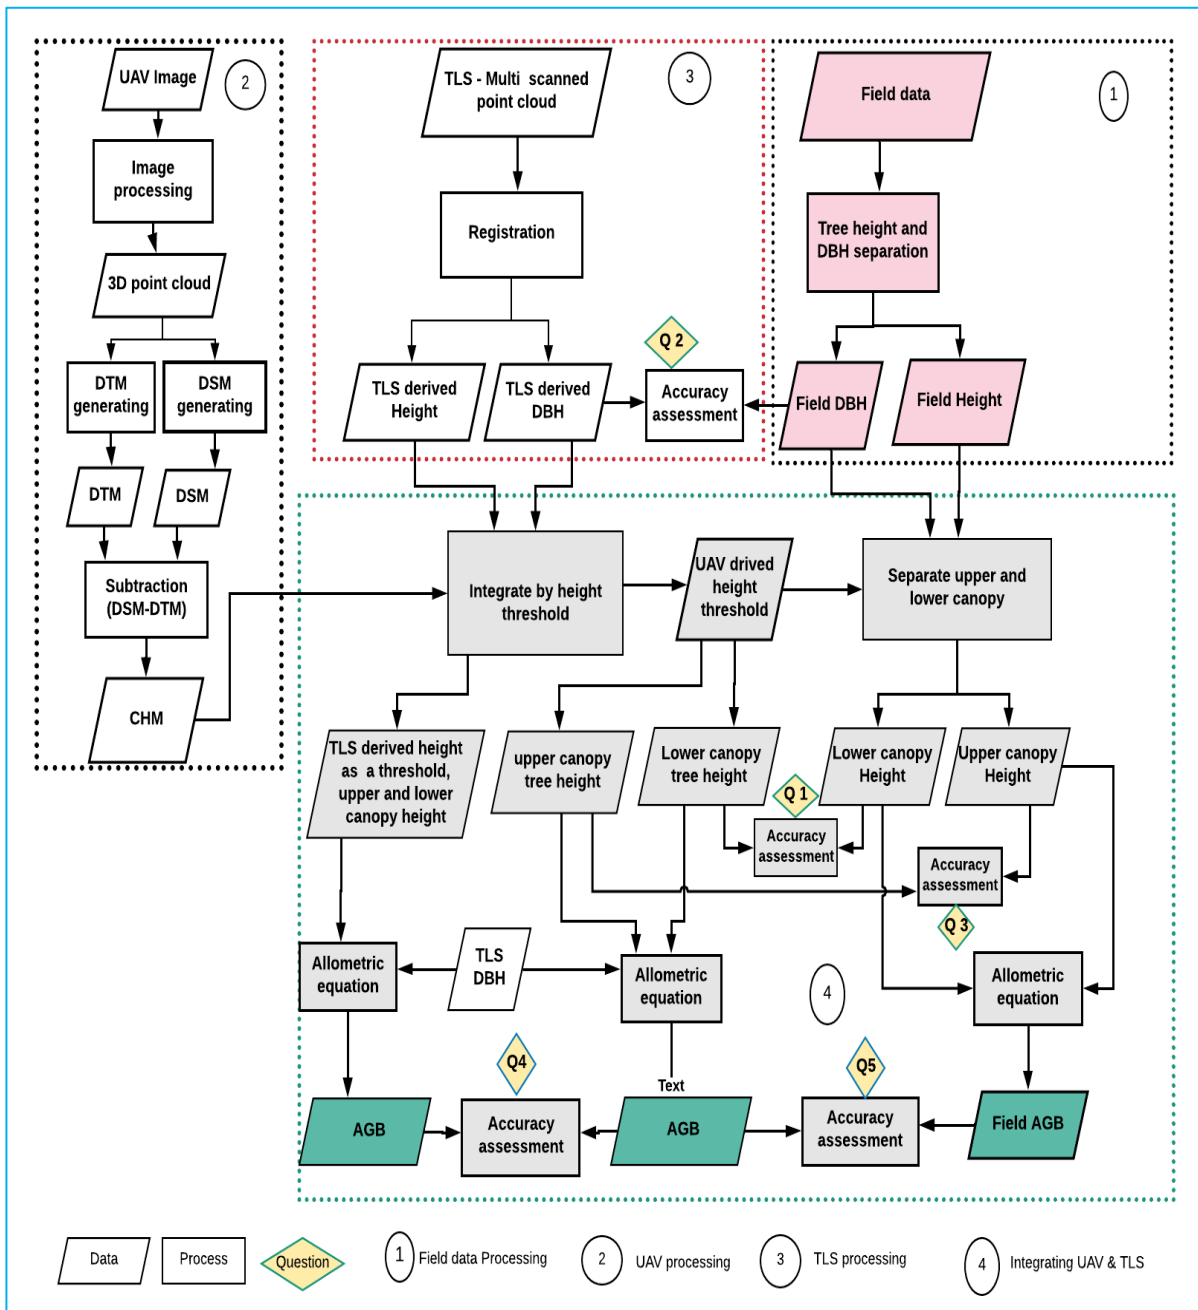 UAV Image
2
Image
processing
3D point cloud
DTM
generating
DSM
generating
DTM
DSM
Subtraction
(DSM-DTM)
CHM
TLS - Multi scanned
point cloud
3
Registration
TLS derived
Height
TLS derived
DBH
Q 2
Accuracy
assessment
Field data
1
Tree height and
DBH separation
Field DBH
Field Height
Integrate by height
threshold
UAV drived
height
threshold
Separate upper and
lower canopy
TLS derived height
as a threshold,
upper and lower
canopy height
upper canopy
tree height
Lower canopy
tree height
Lower canopy
Height
Upper canopy
Height
Q 1
Accuracy
assessment
Accuracy
assessment
Q 3
Allometric
equation
TLS
DBH
Allometric
equation
4
Allometric
equation
Q4
Text
Q5
AGB
Accuracy
assessment
AGB
Accuracy
assessment
Field AGB
Data
Process
Question
1 Field data Processing
2 UAV processing
3 TLS processing
4 Integrating UAV & TLS